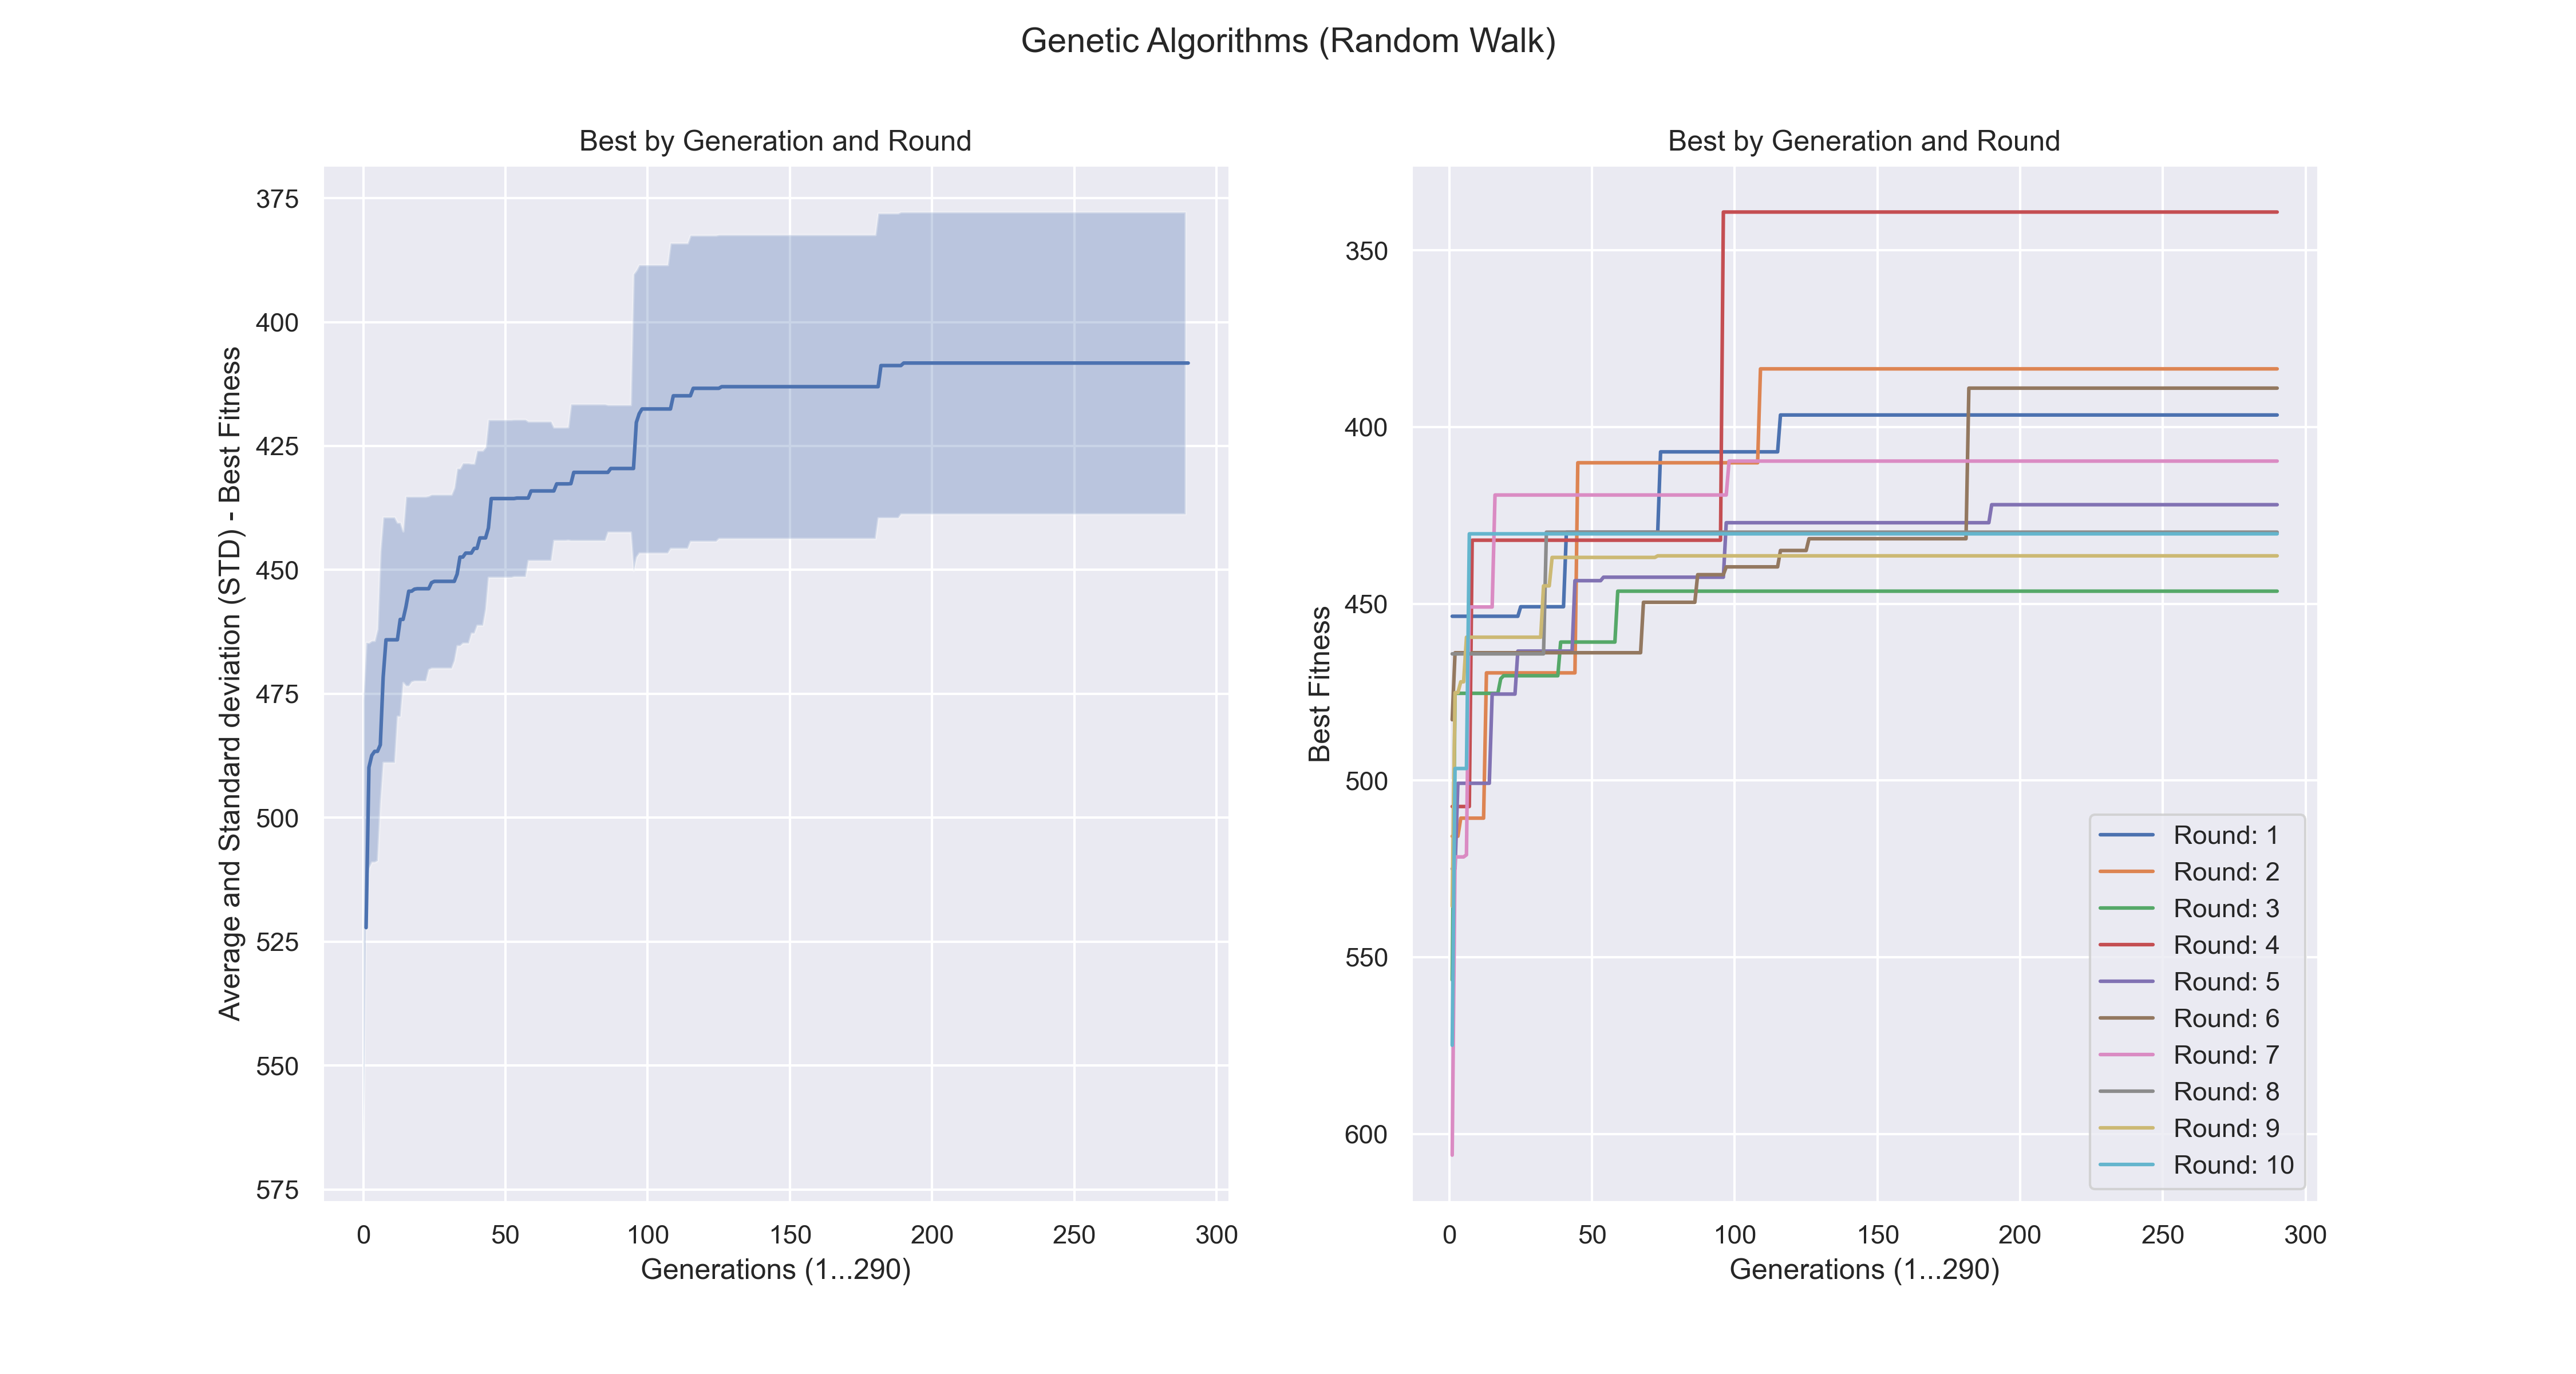 Genetic Algorithms (Random Walk)
Best by Generation and Round
375
400
425
450
475
500
525
550
575
Average and Standard deviation (STD) - Best Fitness
0 50 100 150 200 250 300
Generations (1...290)
Best by Generation and Round
350
400
450
500
550
600
Best Fitness
Round: 1
Round: 2
Round: 3
Round: 4
Round: 5
Round: 6
Round: 7
Round: 8
Round: 9
Round: 10
0 50 100 150 200 250 300
Generations (1...290)